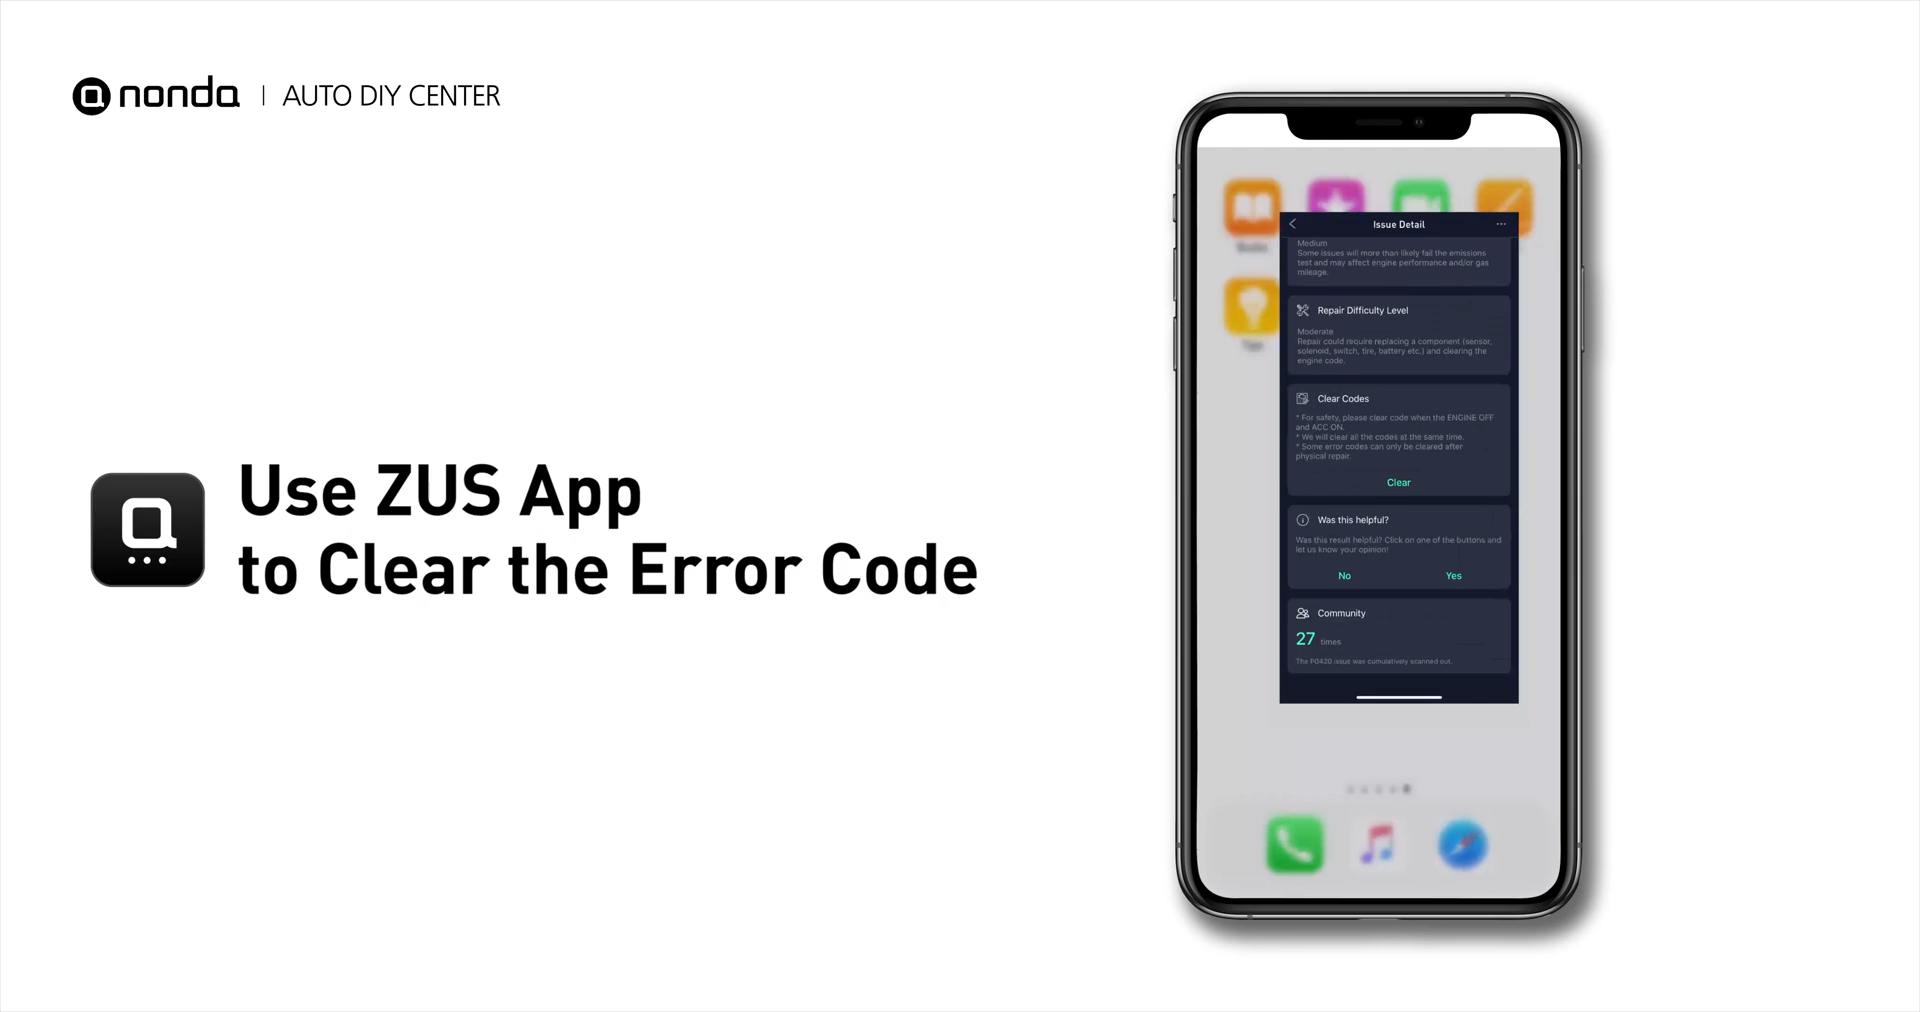 nonda | AUTO DIY CENTER
Use ZUS App
to Clear the Error Code
Issue Detail
Medium
Some issues will more than likely fail the emissions
test and may affect engine performance and/or gas
mileage.
Repair Difficulty Level
Moderate
Repair could require replacing a component (sensor,
solenoid, switch, tire, battery etc.) and clearing the
engine code.
Clear Codes
* For safety, please clear code when the ENGINE OFF
and ACC ON.
* We will clear all the codes at the same time.
* Some error codes can only be cleared after
physical repair.
Clear
Was this helpful?
Was this result helpful? Click on one of the buttons and
let us know your opinion!
No Yes
Community
27 times
The P0420 issue was cumulatively scanned out.